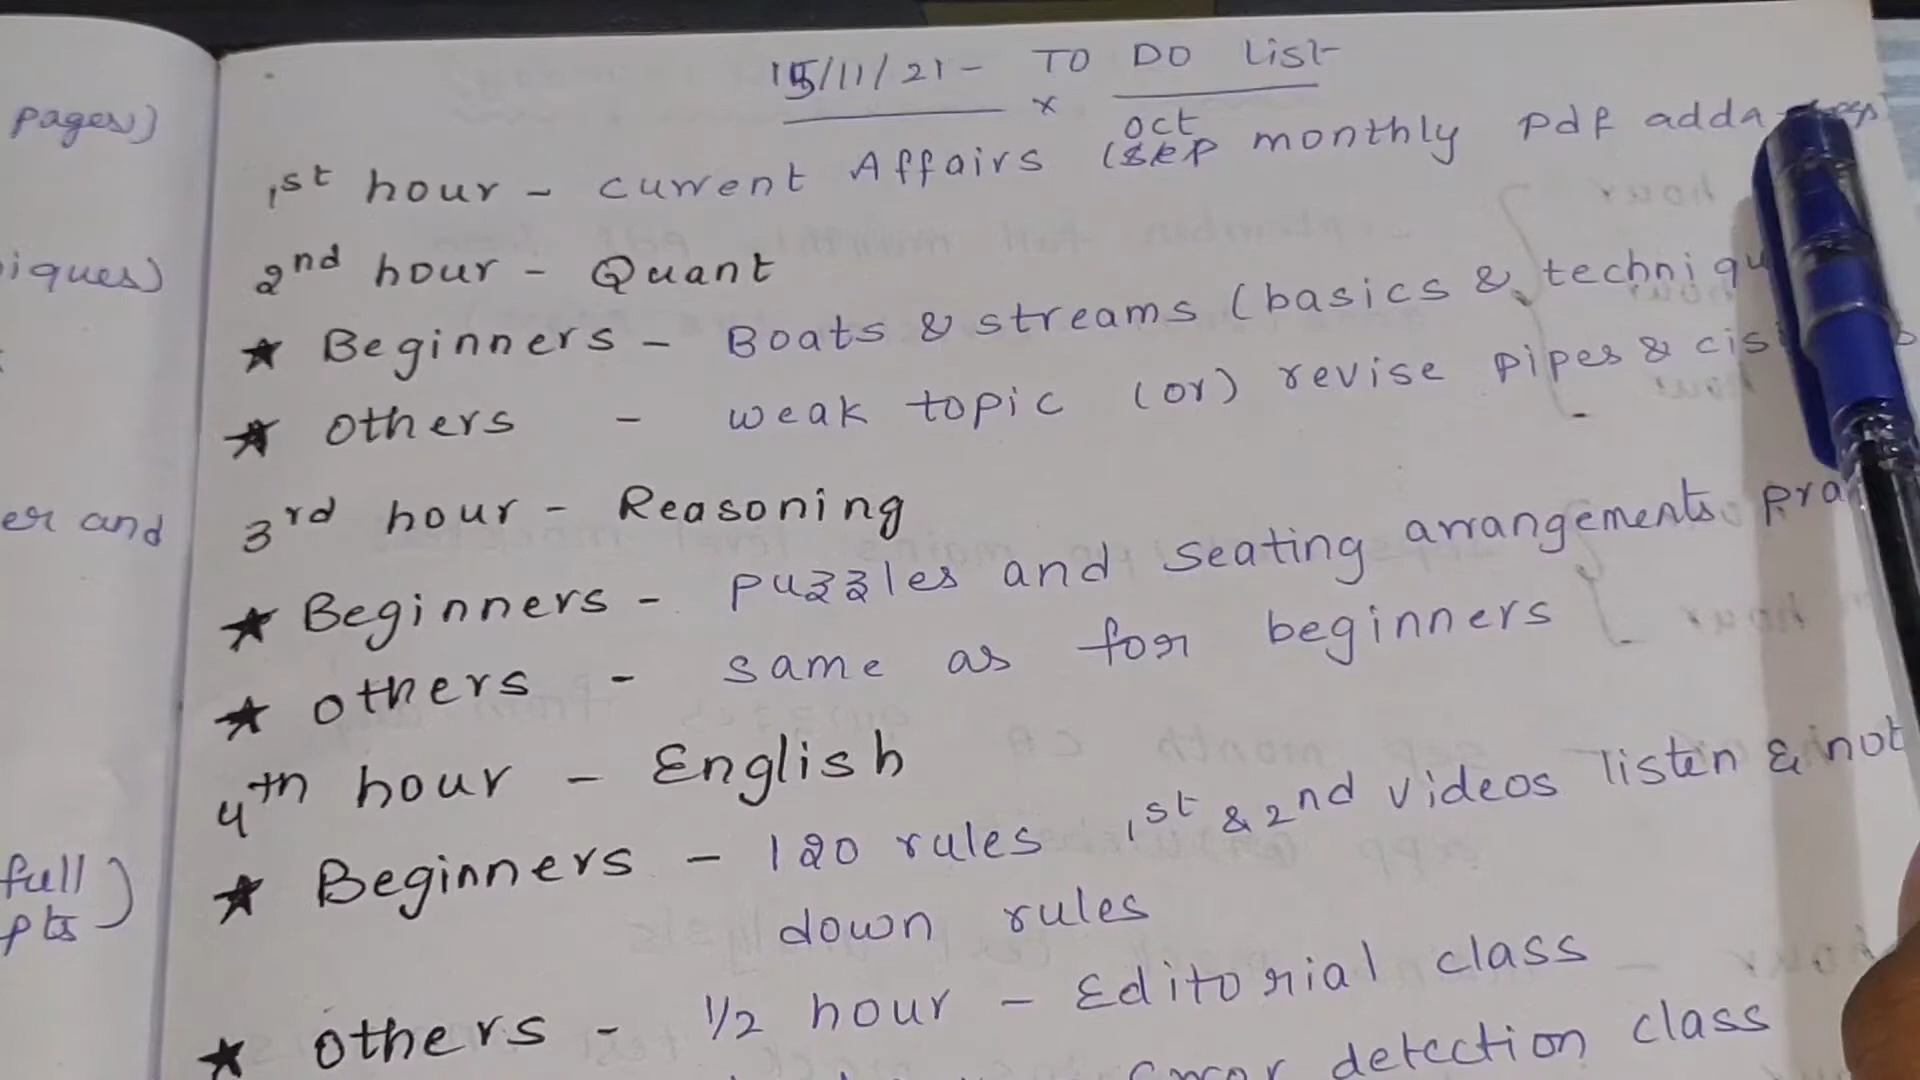 pages)
iques)
er and
full
pts
15/11/21 - TO DO List
1st hour - current Affairs (oct monthly pdf adda
2nd hour - Quant
★ Beginners - Boats & streams (basics & techniqu
★ others - weak topic (or) revise pipes & cis
3rd hour - Reasoning
★ Beginners - puzzles and seating arrangements pra
★ others - same as for beginners
4th hour - English
★ Beginners - 120 rules 1st & 2nd videos listen & not
down rules
★ others - 1/2 hour - Editorial class
error detection class